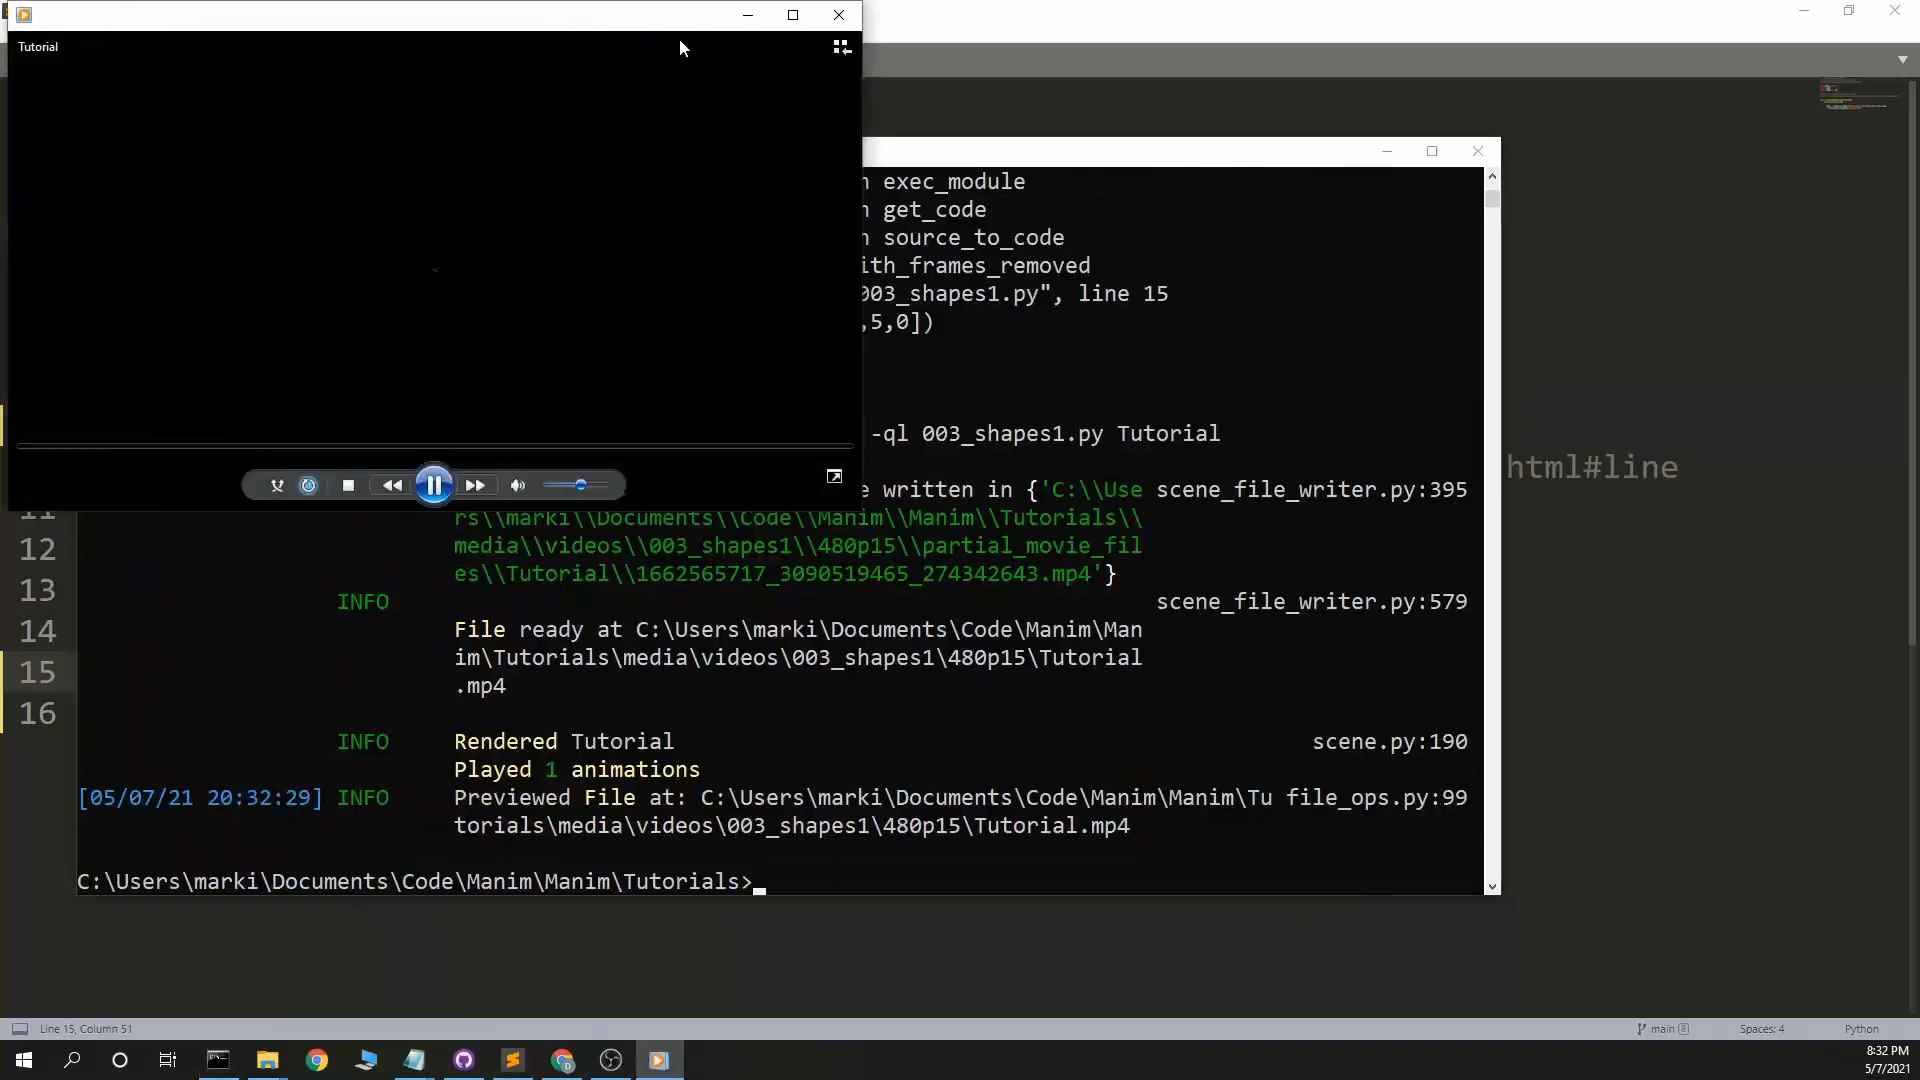 Tutorial
exec_module
get_code
source_to_code
ith_frames_removed
003_shapes1.py", line 15
,5,0])
-ql 003_shapes1.py Tutorial
html#line
e written in {'C:\\Use scene_file_writer.py:395
rs\\marki\\Documents\\Code\\Manim\\Manim\\Tutorials\\
media\\videos\\003_shapes1\\480p15\\partial_movie_fil
es\\Tutorial\\1662565717_3090519465_274342643.mp4'}
INFO scene_file_writer.py:579
File ready at C:\Users\marki\Documents\Code\Manim\Man
im\Tutorials\media\videos\003_shapes1\480p15\Tutorial
.mp4
INFO Rendered Tutorial scene.py:190
Played 1 animations
[05/07/21 20:32:29] INFO Previewed File at: C:\Users\marki\Documents\Code\Manim\Manim\Tu file_ops.py:99
torials\media\videos\003_shapes1\480p15\Tutorial.mp4
C:\Users\marki\Documents\Code\Manim\Manim\Tutorials>
12
13
14
15
16
Line 15, Column 51 main 8 Spaces: 4 Python
8:32 PM
5/7/2021